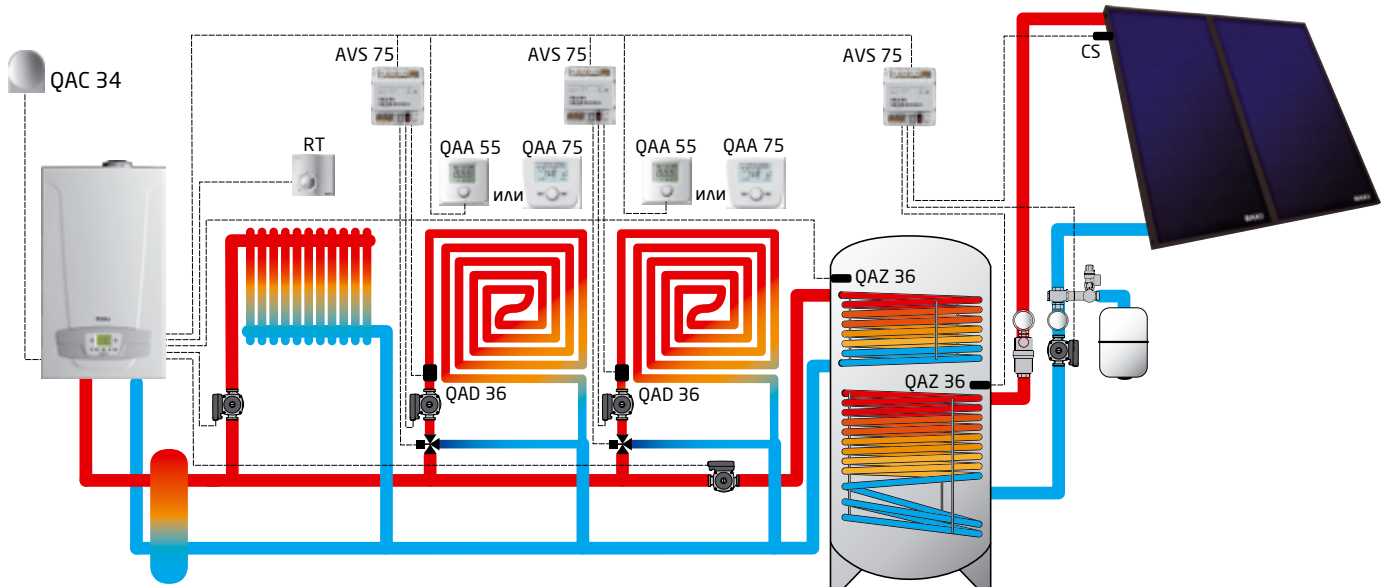 AVS 75
AVS 75
AVS 75
CS
QAC 34
RT
QAA 55
или
QAA 75
QAA 55
или
QAA 75
QAZ 36
QAD 36
QAD 36
QAZ 36